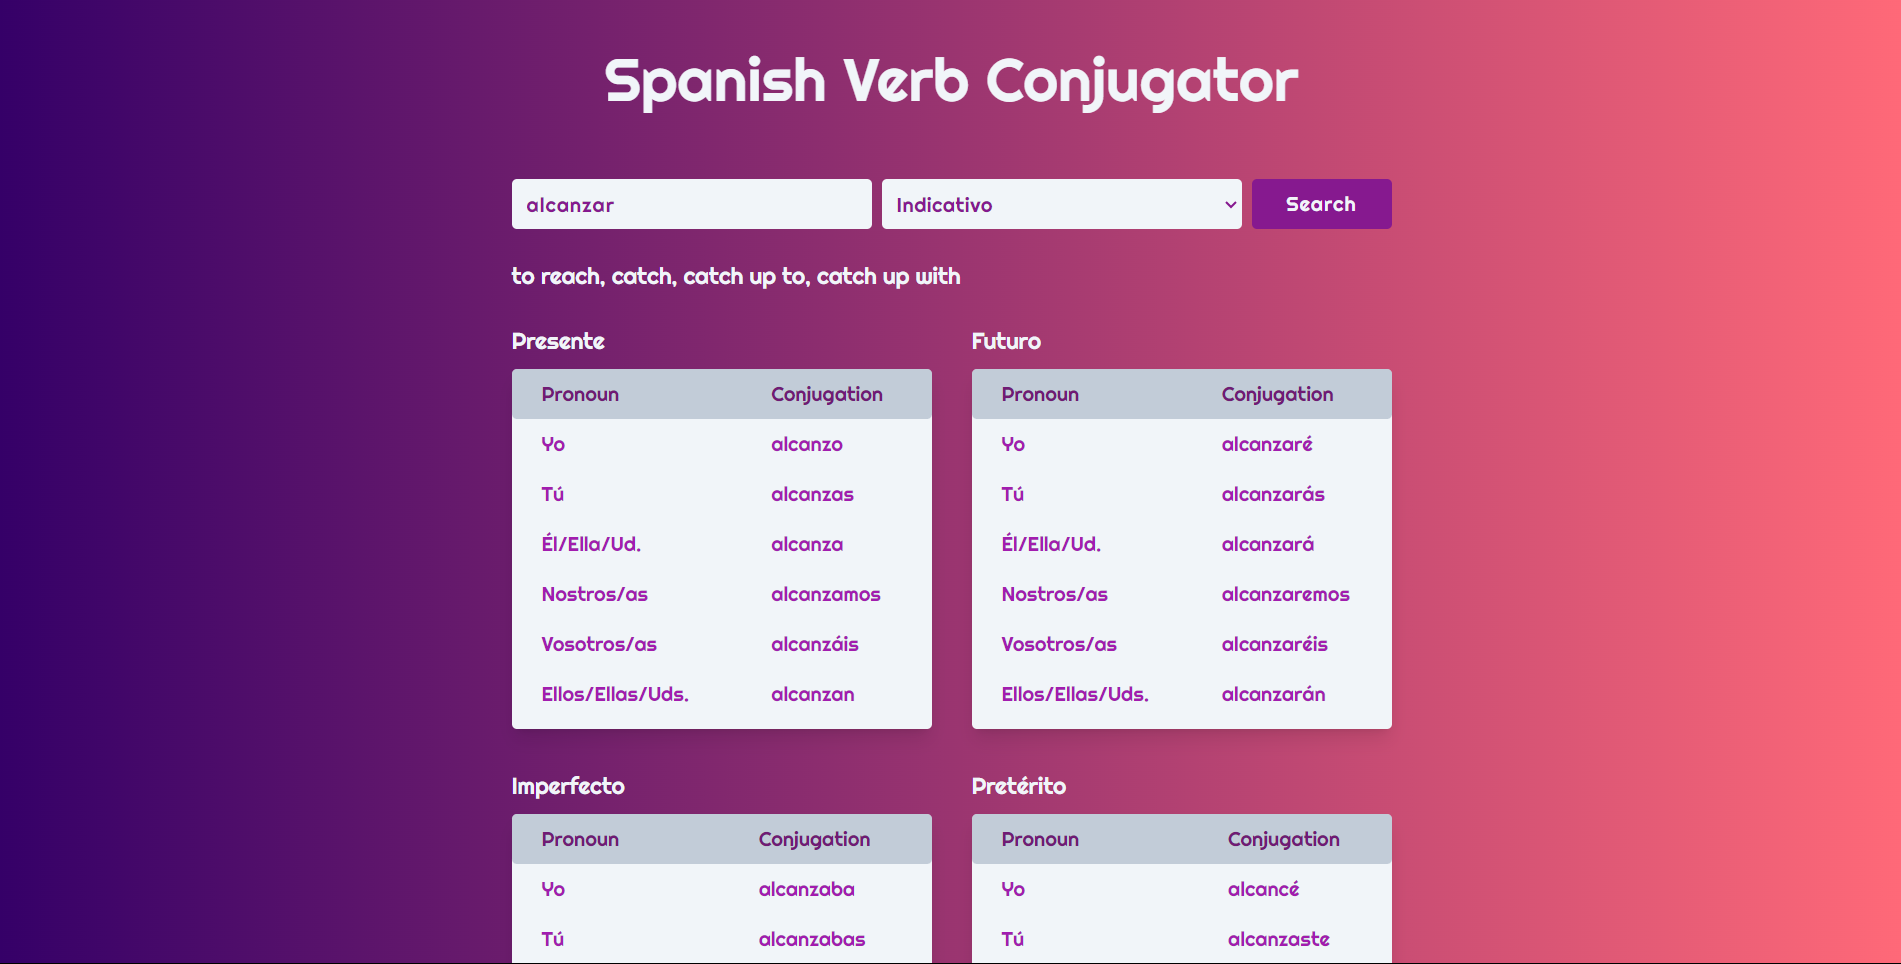 Spanish Verb Conjugator
alcanzar Indicativo Search
to reach, catch, catch up to, catch up with
Presente
Pronoun Conjugation
Yo alcanzo
Tú alcanzas
Él/Ella/Ud. alcanza
Nostros/as alcanzamos
Vosotros/as alcanzáis
Ellos/Ellas/Uds. alcanzan
Futuro
Pronoun Conjugation
Yo alcanzaré
Tú alcanzarás
Él/Ella/Ud. alcanzará
Nostros/as alcanzaremos
Vosotros/as alcanzaréis
Ellos/Ellas/Uds. alcanzarán
Imperfecto
Pronoun Conjugation
Yo alcanzaba
Tú alcanzabas
Pretérito
Pronoun Conjugation
Yo alcancé
Tú alcanzaste